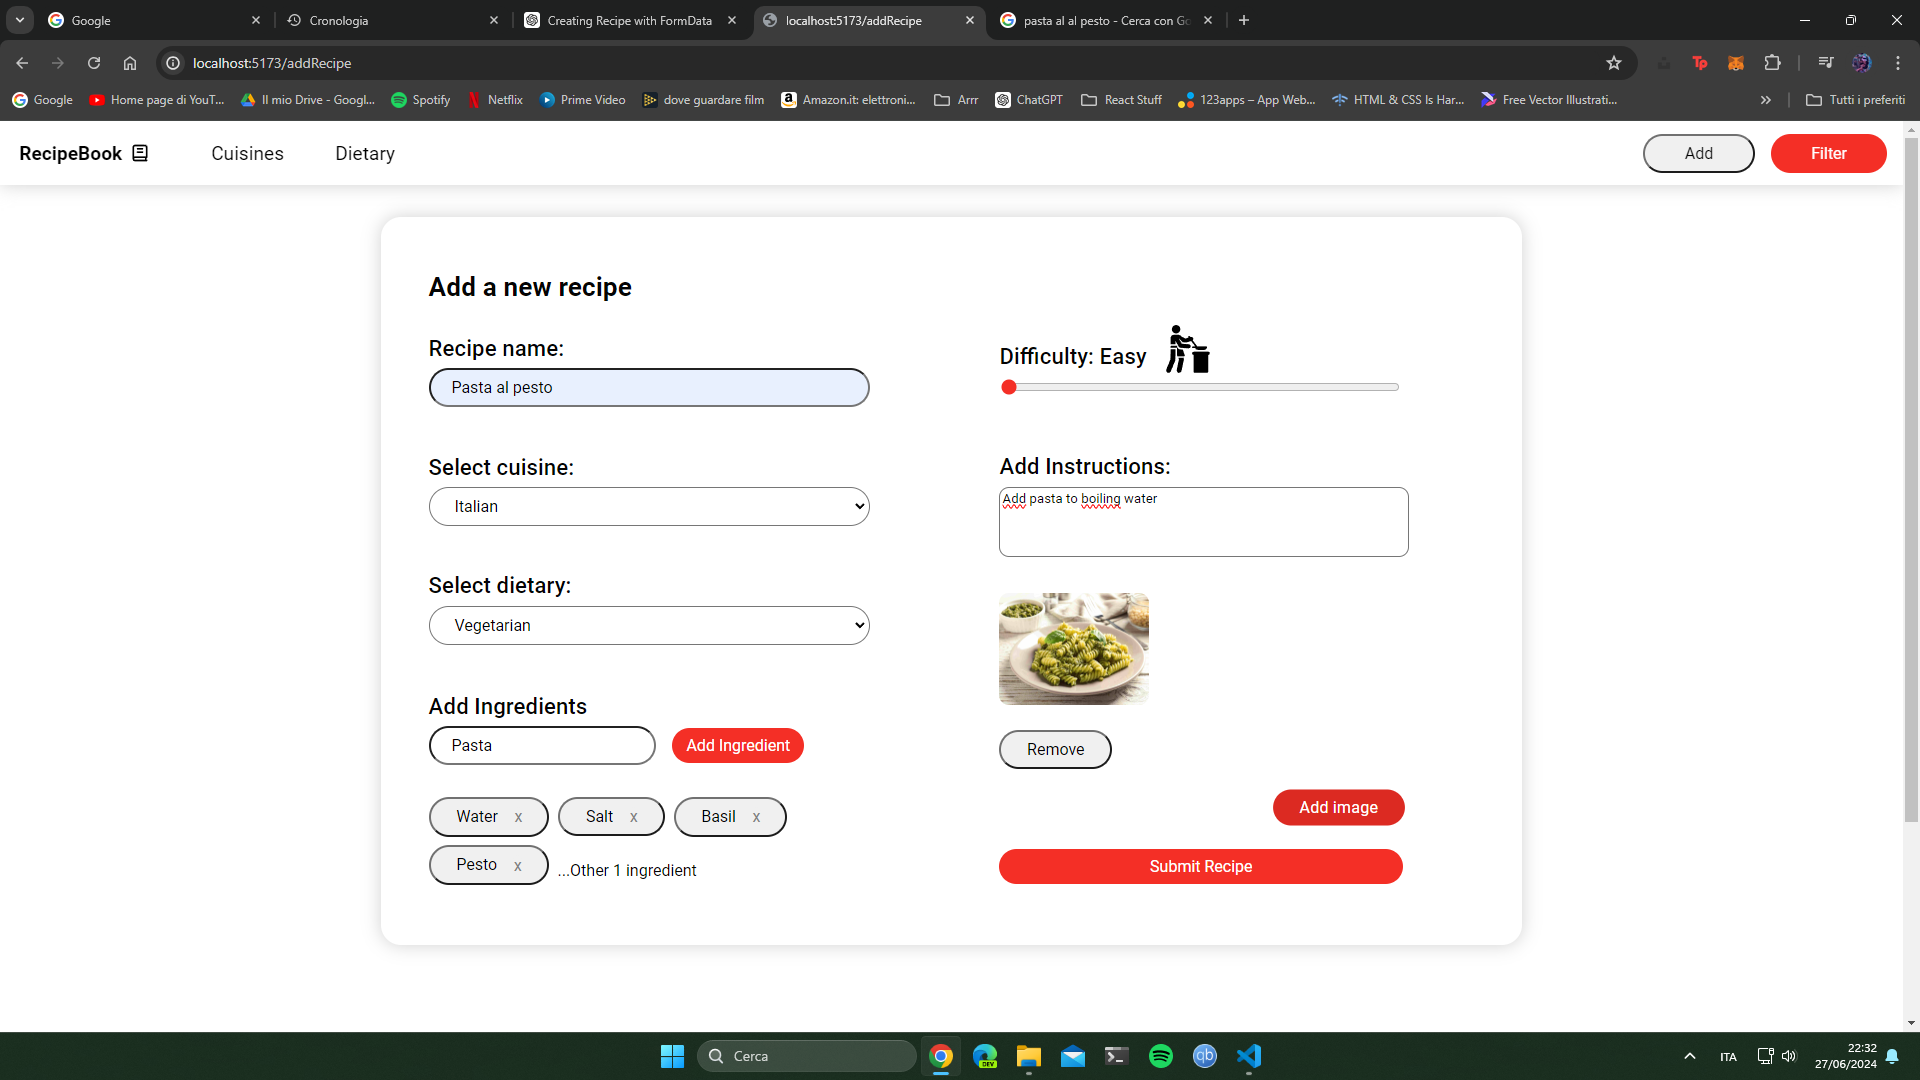 Google
Cronologia
Creating Recipe with FormData
localhost:5173/addRecipe
pasta al al pesto - Cerca con Go
localhost:5173/addRecipe
Google
Home page di YouT...
Il mio Drive - Googl...
Spotify
Netflix
Prime Video
dove guardare film
Amazon.it: elettroni...
Arrr
ChatGPT
React Stuff
123apps – App Web...
HTML & CSS Is Har...
Free Vector Illustrati...
Tutti i preferiti
RecipeBook
Cuisines
Dietary
Add
Filter
Add a new recipe
Recipe name:
Pasta al pesto
Select cuisine:
Italian
Select dietary:
Vegetarian
Add Ingredients
Pasta
Add Ingredient
Water x
Salt x
Basil x
Pesto x
...Other 1 ingredient
Difficulty: Easy
Add Instructions:
Add pasta to boiling water
Remove
Add image
Submit Recipe
Cerca
DEV
qb
ITA
22:32
27/06/2024